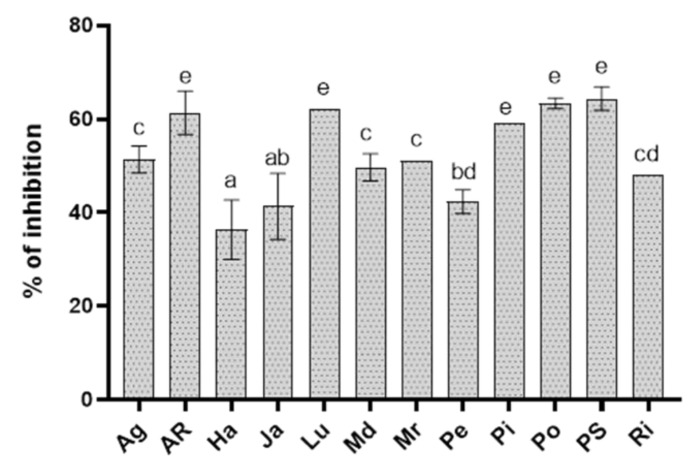 % of inhibition
80
60
40
20
0
c
e
a
ab
e
c
c
bd
e
e
e
cd
Ag
AR
Ha
Ja
Lu
Md
Mr
Pe
Pi
Po
PS
Ri